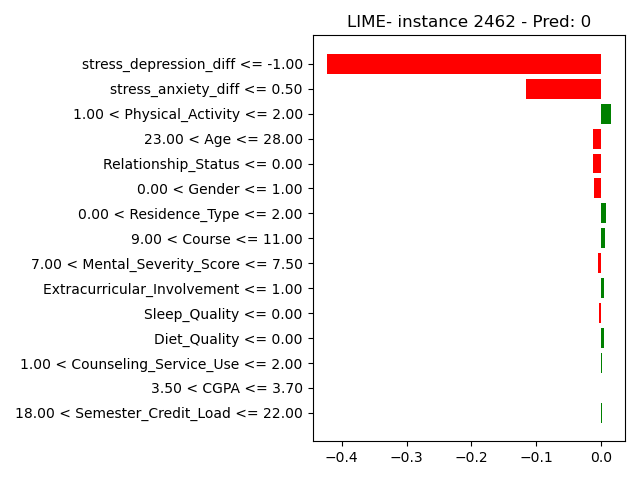 LIME- instance 2462 - Pred: 0
stress_depression_diff <= -1.00
stress_anxiety_diff <= 0.50
1.00 < Physical_Activity <= 2.00
23.00 < Age <= 28.00
Relationship_Status <= 0.00
0.00 < Gender <= 1.00
0.00 < Residence_Type <= 2.00
9.00 < Course <= 11.00
7.00 < Mental_Severity_Score <= 7.50
Extracurricular_Involvement <= 1.00
Sleep_Quality <= 0.00
Diet_Quality <= 0.00
1.00 < Counseling_Service_Use <= 2.00
3.50 < CGPA <= 3.70
18.00 < Semester_Credit_Load <= 22.00
−0.4 −0.3 −0.2 −0.1 0.0